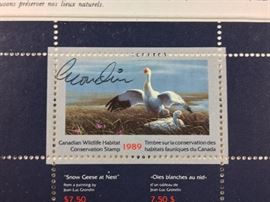 ous préserver nos lieux naturels.
Canadian Wildlife Habitat
Conservation Stamp
1989
Timbre sur la conservation des
habitats fauniques du Canada
"Snow Geese at Nest"
from a painting by
Jean-Luc Grondin
$7.50
«Oies blanches au nid»
d'un tableau de
Jean-Luc Grondin
7,50 $